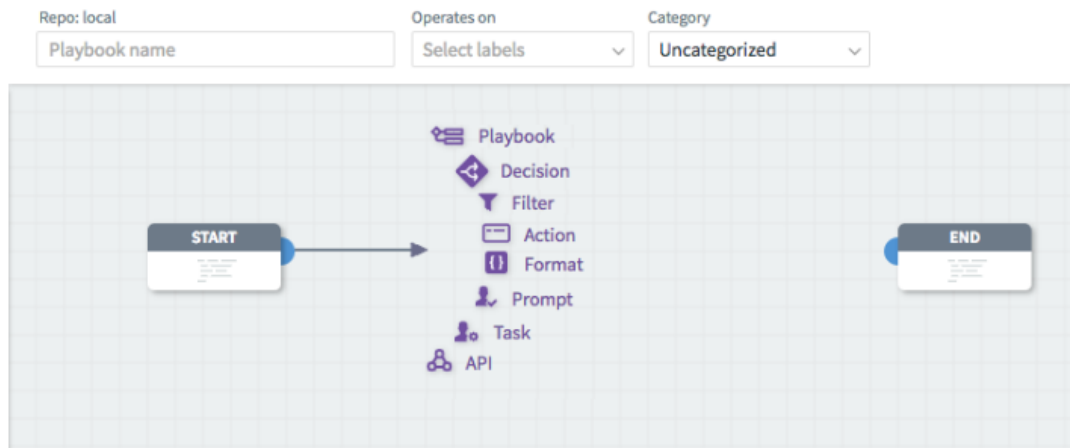 Repo: local
Operates on
Category
Playbook name
Select labels
Uncategorized
Playbook
Decision
Filter
START
Action
END
Format
Prompt
Task
API